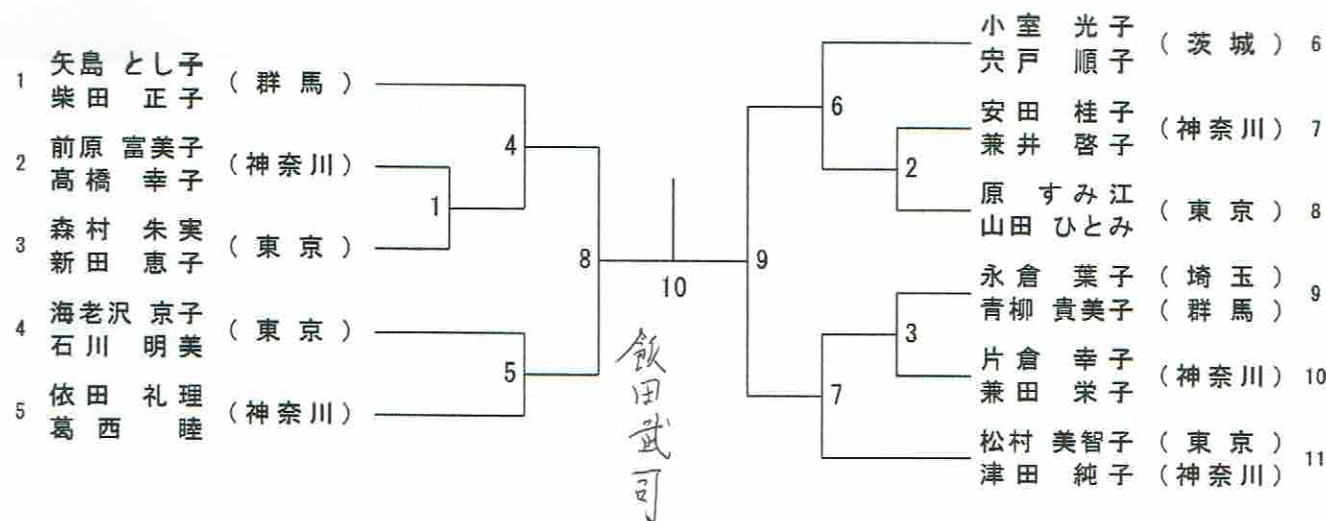 1 矢島 とし子 (群馬)
柴田 正子
2 前原 富美子 (神奈川)
髙橋 幸子
3 森村 朱実 (東京)
新田 恵子
4 海老沢 京子 (東京)
石川 明美
5 依田 礼理 (神奈川)
葛西 睦
1
4
5
8
10
飯田武司
9
6
2
3
7
小室 光子 (茨城) 6
宍戸 順子
安田 桂子 (神奈川) 7
兼井 啓子
原 すみ江 (東京) 8
山田 ひとみ
永倉 葉子 (埼玉) 9
青柳 貴美子 (群馬)
片倉 幸子 (神奈川) 10
兼田 栄子
松村 美智子 (東京) 11
津田 純子 (神奈川)